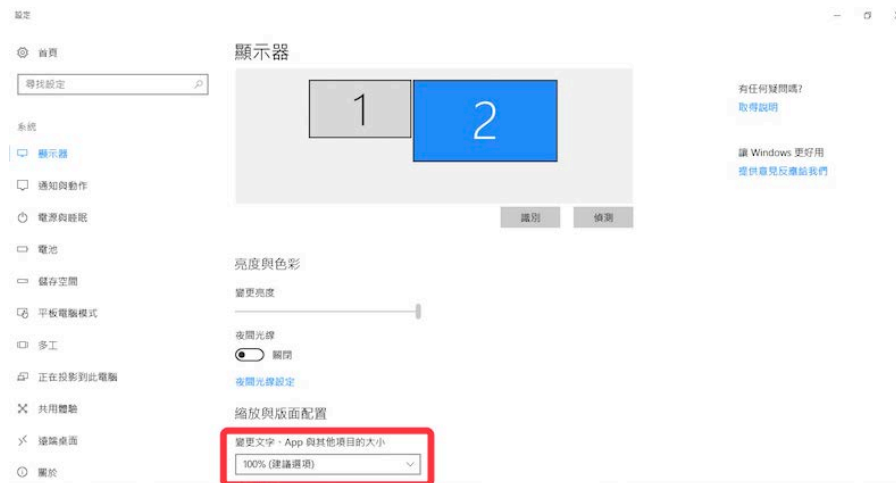 設定
首頁
尋找設定
系統
顯示器
通知與動作
電源與睡眠
電池
儲存空間
平板電腦模式
多工
正在投影到此電腦
共用體驗
遠端桌面
關於
顯示器
1
2
識別
偵測
亮度與色彩
變更亮度
夜間光線
關閉
夜間光線設定
縮放與版面配置
變更文字、App 與其他項目的大小
100% (建議選項)
有任何疑問嗎?
取得說明
讓 Windows 更好用
提供意見反應給我們